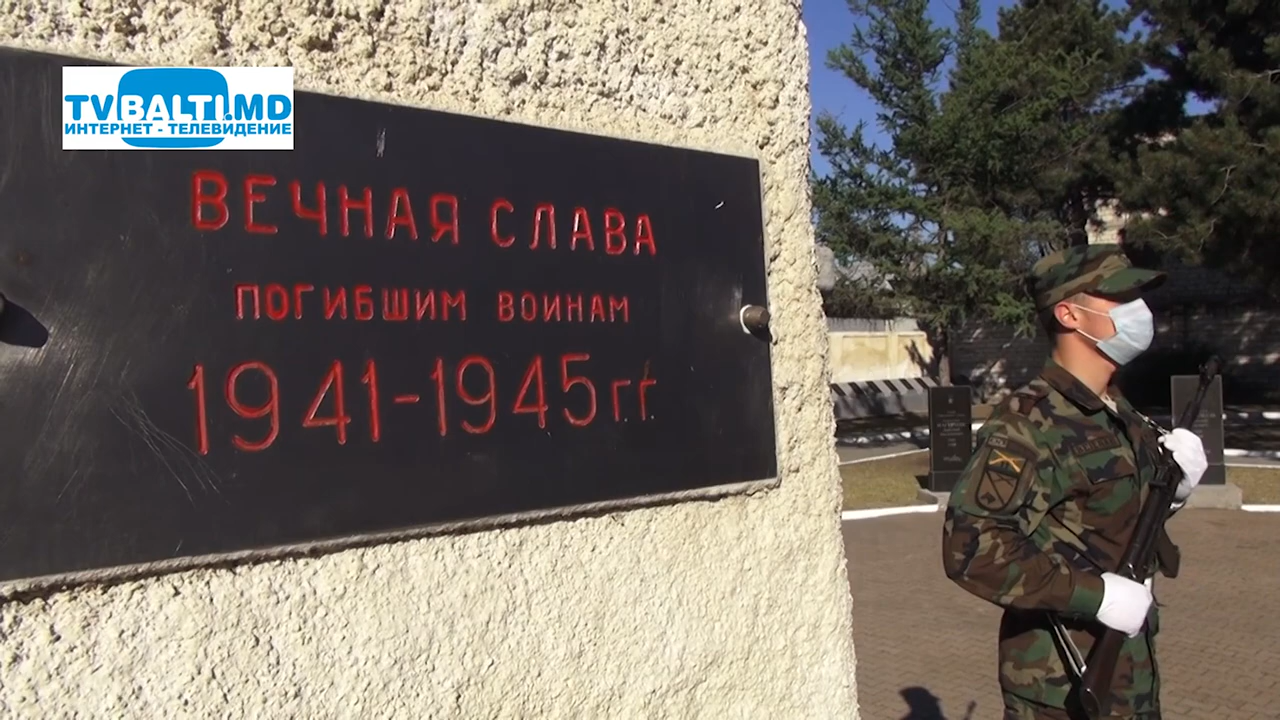 TVBALTI.MD
ИНТЕРНЕТ - ТЕЛЕВИДЕНИЕ
ВЕЧНАЯ СЛАВА
ПОГИБШИМ ВОИНАМ
1941-1945 г.г.